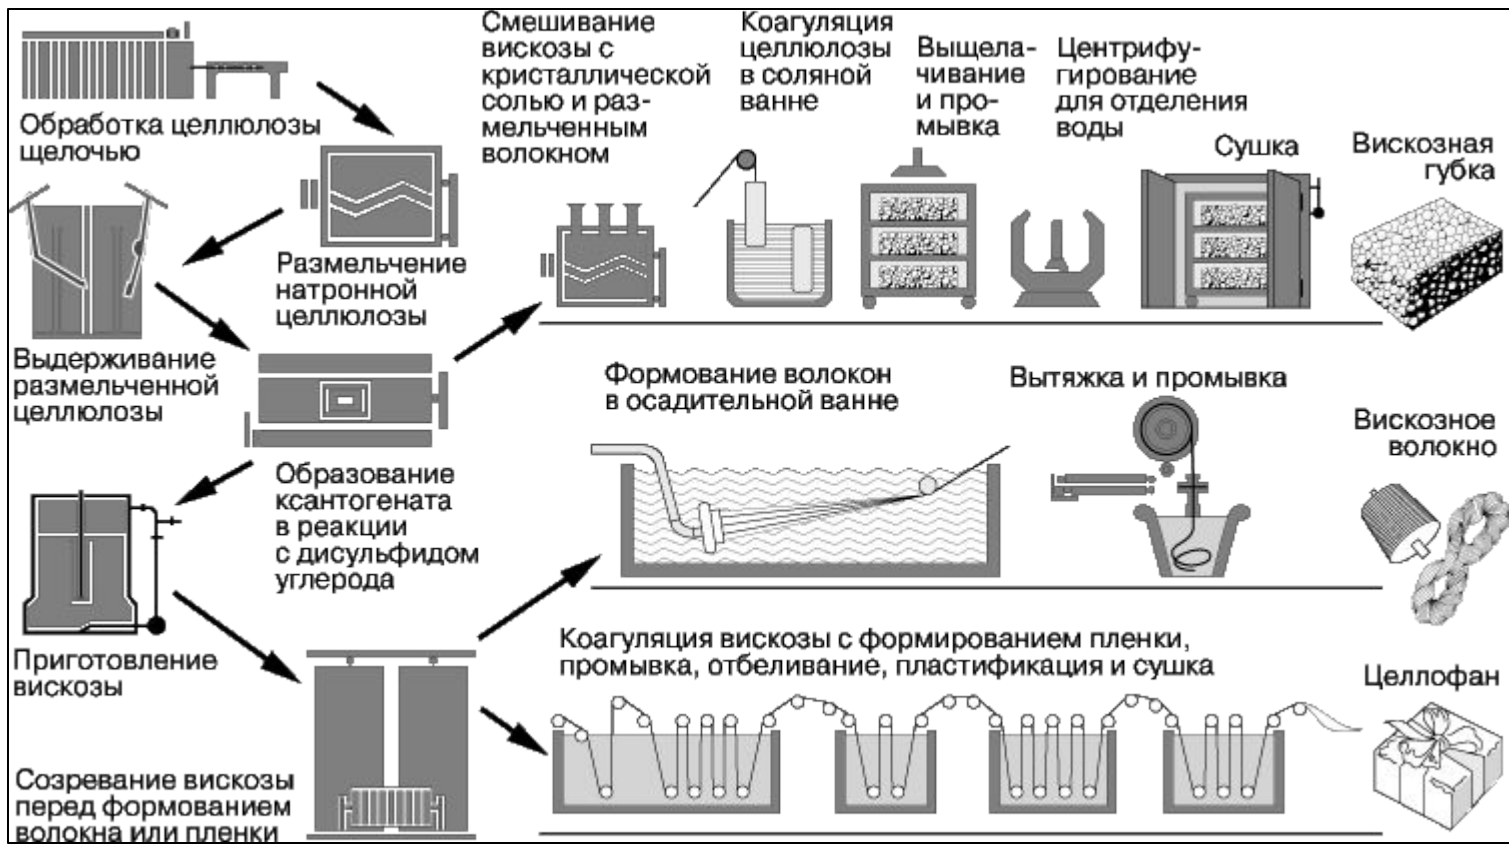 Обработка целлюлозы
щелочью
Размельчение
натронной
целлюлозы
Выдерживание
размельченной
целлюлозы
Образование
ксантогената
в реакции
с дисульфидом
углерода
Приготовление
вискозы
Созревание вискозы
перед формованием
волокна или пленки
Смешивание
вискозы с
кристаллической
солью и раз-
мельченным
волокном
Коагуляция
целлюлозы
в соляной
ванне
Выщела-
чивание
и про-
мывка
Центрифу-
гирование
для отделения
воды
Сушка
Вискозная
губка
Формование волокон
в осадительной ванне
Вытяжка и промывка
Вискозное
волокно
Коагуляция вискозы с формированием пленки,
промывка, отбеливание, пластификация и сушка
Целлофан